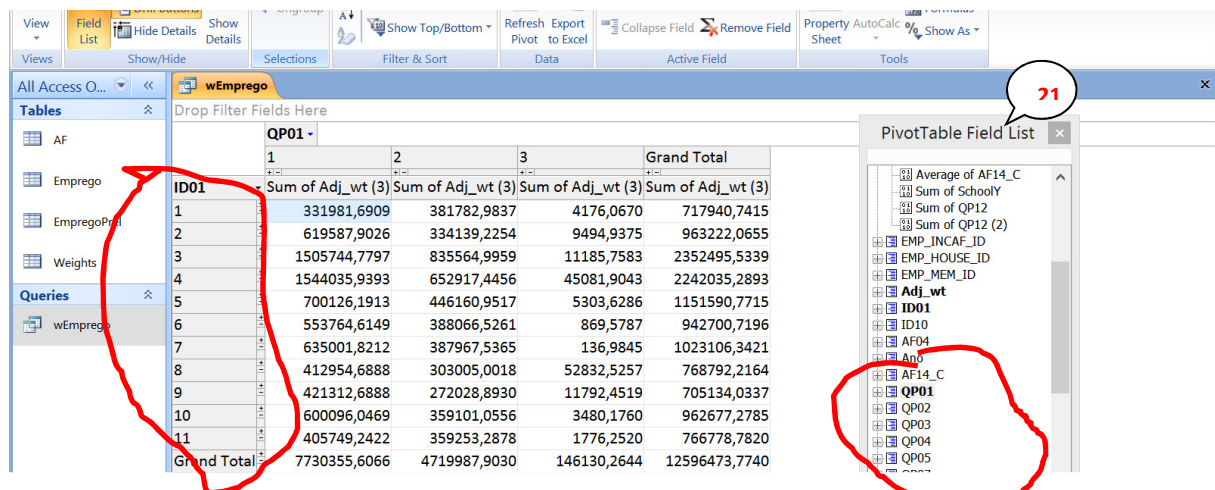 Drill Buttons
Formulas
View
Field List
Hide Details
Show Details
Ungroup
Show Top/Bottom
Refresh Pivot
Export to Excel
Collapse Field
Remove Field
Property Sheet
AutoCalc
Show As
Views
Show/Hide
Selections
Filter & Sort
Data
Active Field
Tools
All Access O...
wEmprego
21
Tables
Drop Filter Fields Here
AF
Emprego
Weights
Queries
wEmprego
QP01
1 2 3 Grand Total
ID01 Sum of Adj_wt (3) Sum of Adj_wt (3) Sum of Adj_wt (3) Sum of Adj_wt (3)
1 331981,6909 381782,9837 4176,0670 717940,7415
2 619587,9026 334139,2254 9494,9375 963222,0655
3 1505744,7797 835564,9959 11185,7583 2352495,5339
4 1544035,9393 652917,4456 45081,9043 2242035,2893
5 700126,1913 446160,9517 5303,6286 1151590,7715
6 553764,6149 388066,5261 869,5787 942700,7196
7 635001,8212 387967,5365 136,9845 1023106,3421
8 412954,6888 303005,0018 52832,5257 768792,2164
9 421312,6888 272028,8930 11792,4519 705134,0337
10 600096,0469 359101,0556 3480,1760 962677,2785
11 405749,2422 359253,2878 1776,2520 766778,7820
Grand Total 7730355,6066 4719987,9030 146130,2644 12596473,7740
PivotTable Field List
Average of AF14_C
Sum of SchoolY
Sum of QP12
Sum of QP12 (2)
EMP_INCAF_ID
EMP_HOUSE_ID
EMP_MEM_ID
Adj_wt
ID01
ID10
AF04
Ano
AF14_C
QP01
QP02
QP03
QP04
QP05